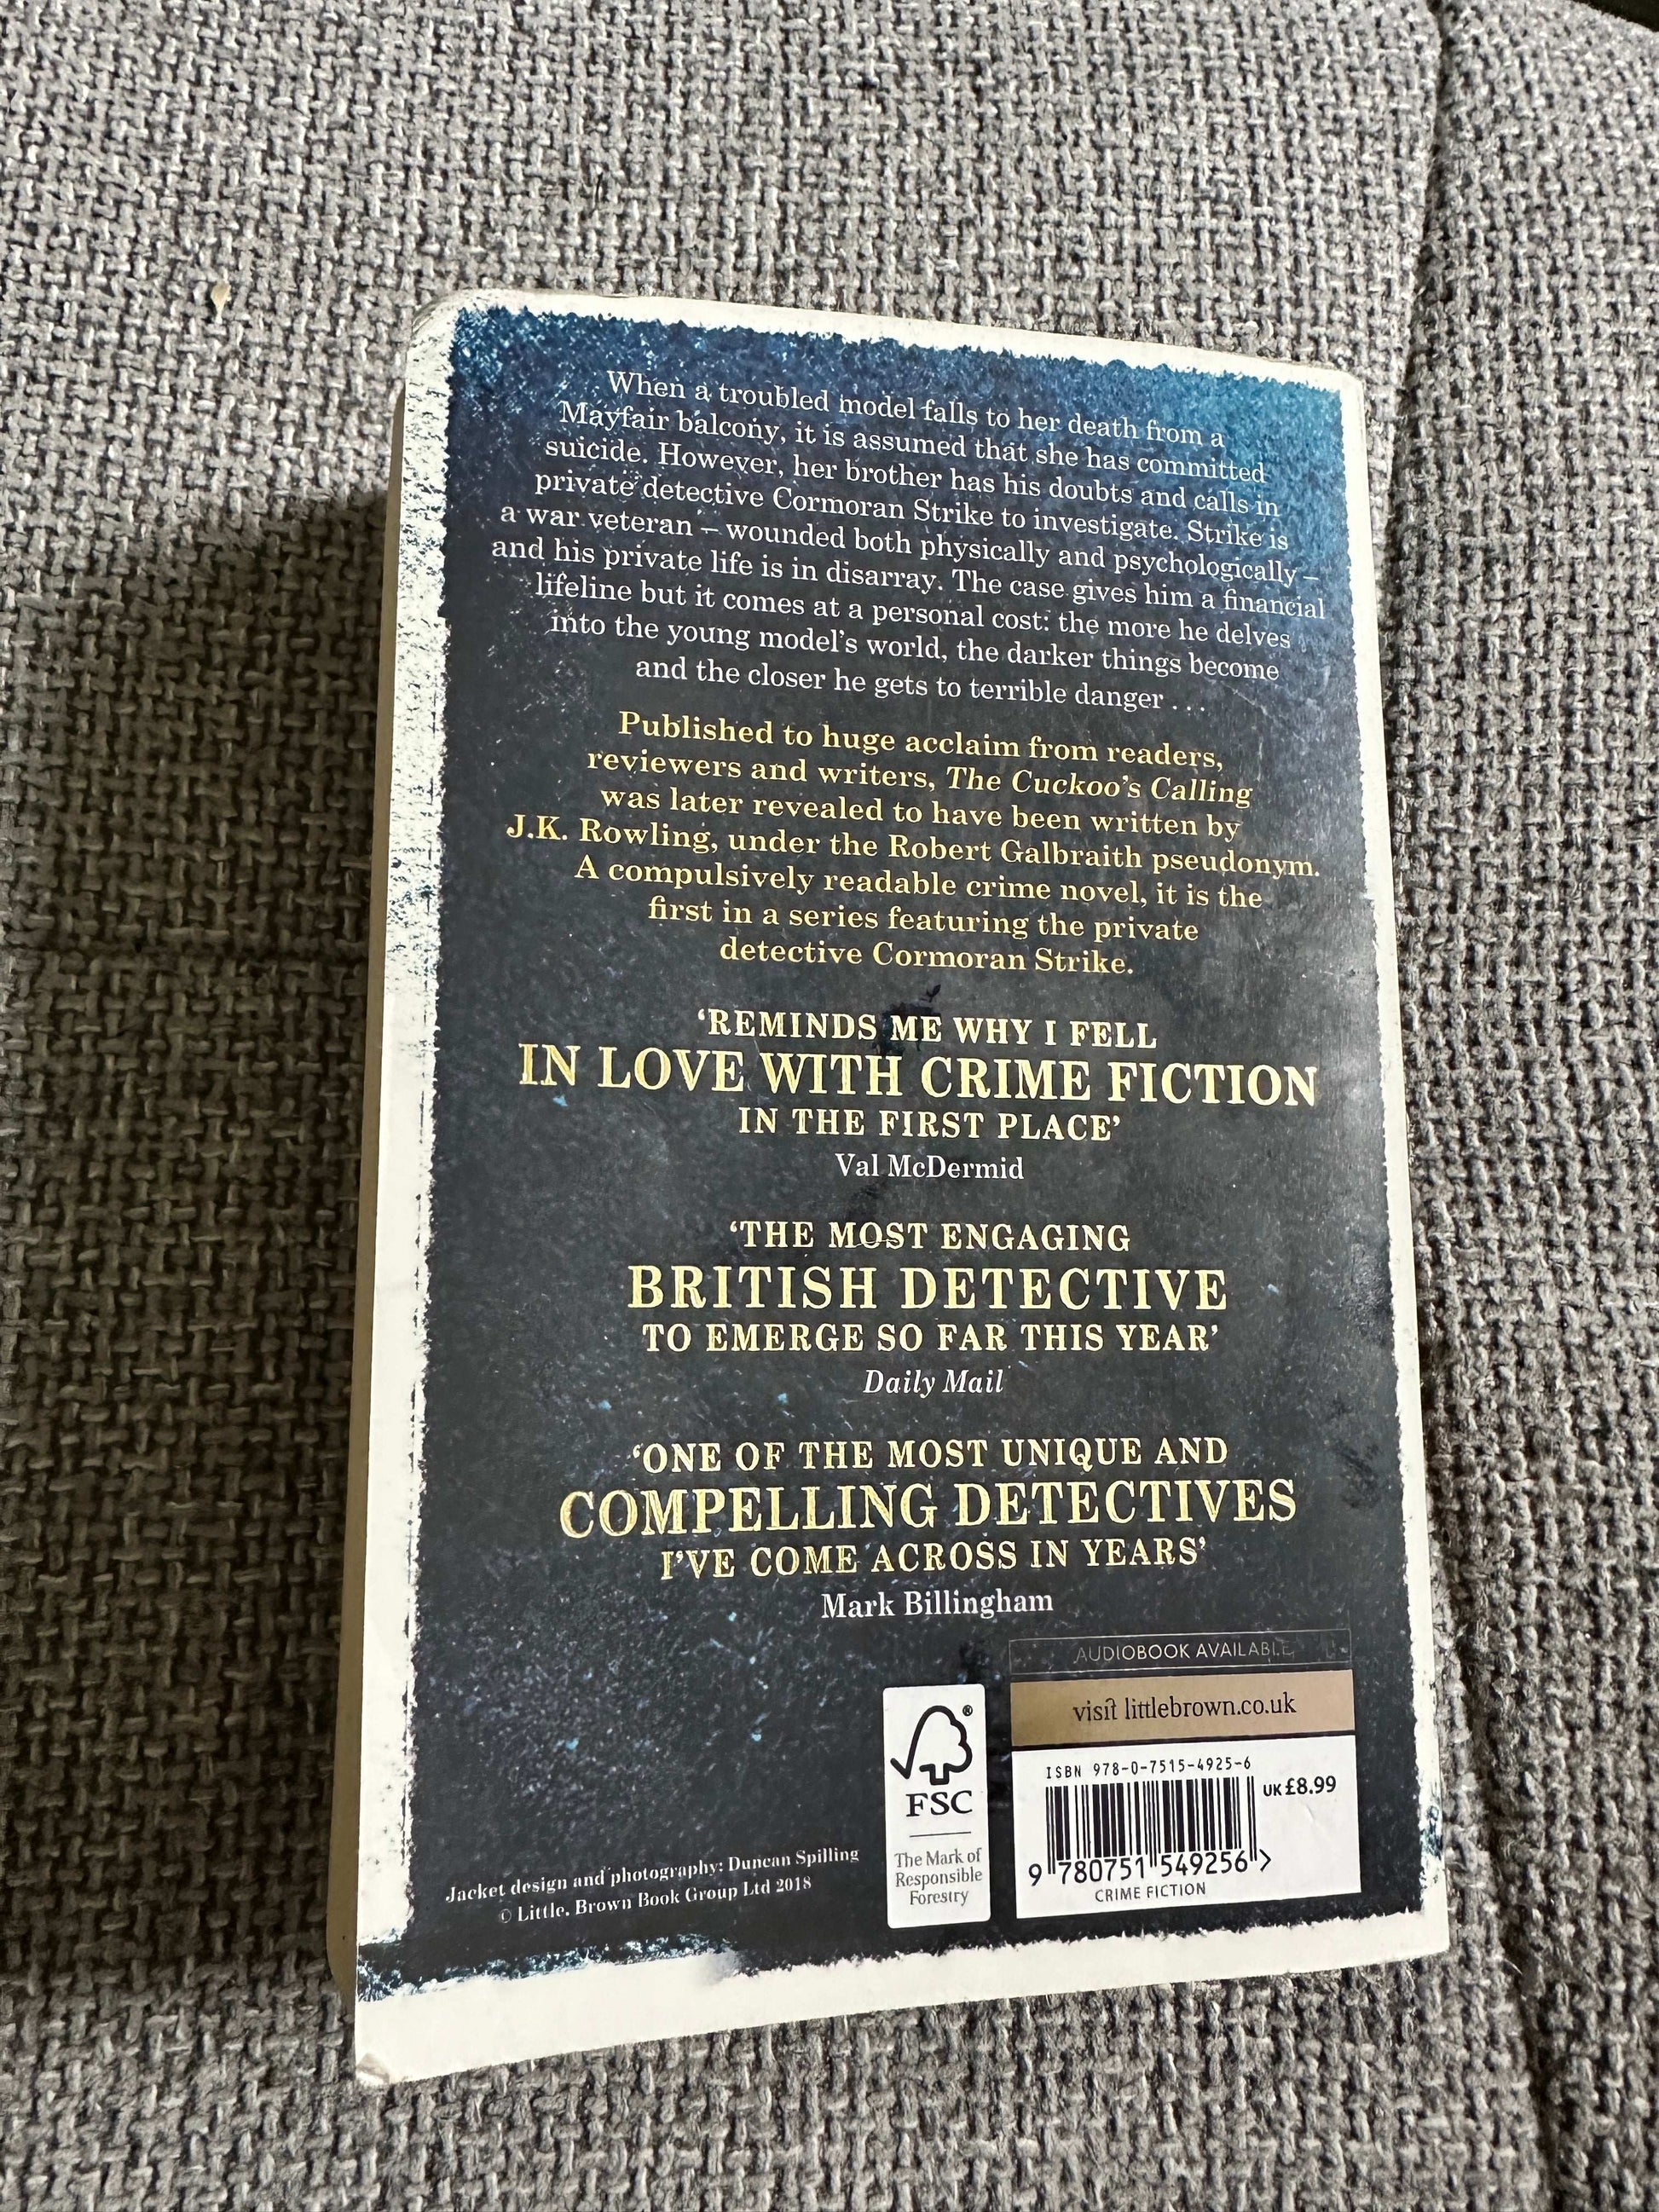 When a troubled model falls to her death from a
Mayfair balcony, it is assumed that she has committed
suicide. However, her brother has his doubts and calls in
private detective Cormoran Strike to investigate. Strike is
a war veteran – wounded both physically and psychologically –
and his private life is in disarray. The case gives him a financial
lifeline but it comes at a personal cost: the more he delves
into the young model's world, the darker things become
and the closer he gets to terrible danger . . .
Published to huge acclaim from readers,
reviewers and writers, The Cuckoo's Calling
was later revealed to have been written by
J.K. Rowling, under the Robert Galbraith pseudonym.
A compulsively readable crime novel, it is the
first in a series featuring the private
detective Cormoran Strike.
‘REMINDS ME WHY I FELL
IN LOVE WITH CRIME FICTION
IN THE FIRST PLACE’
Val McDermid
‘THE MOST ENGAGING
BRITISH DETECTIVE
TO EMERGE SO FAR THIS YEAR’
Daily Mail
‘ONE OF THE MOST UNIQUE AND
COMPELLING DETECTIVES
I’VE COME ACROSS IN YEARS’
Mark Billingham
AUDIOBOOK AVAILABLE
visit littlebrown.co.uk
ISBN 978-0-7515-4925-6
UK £8.99
9 780751 549256 >
CRIME FICTION
®
FSC
The Mark of
Responsible
Forestry
Jacket design and photography: Duncan Spilling
© Little, Brown Book Group Ltd 2018